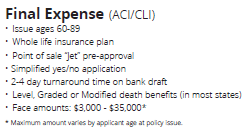 Final Expense (ACI/CLI)
• Issue ages 60-89
• Whole life insurance plan
• Point of sale "Jet" pre-approval
• Simplified yes/no application
• 2-4 day turnaround time on bank draft
• Level, Graded or Modified death benefits (in most states)
• Face amounts: $3,000 - $35,000*
* Maximum amount varies by applicant age at policy issue.